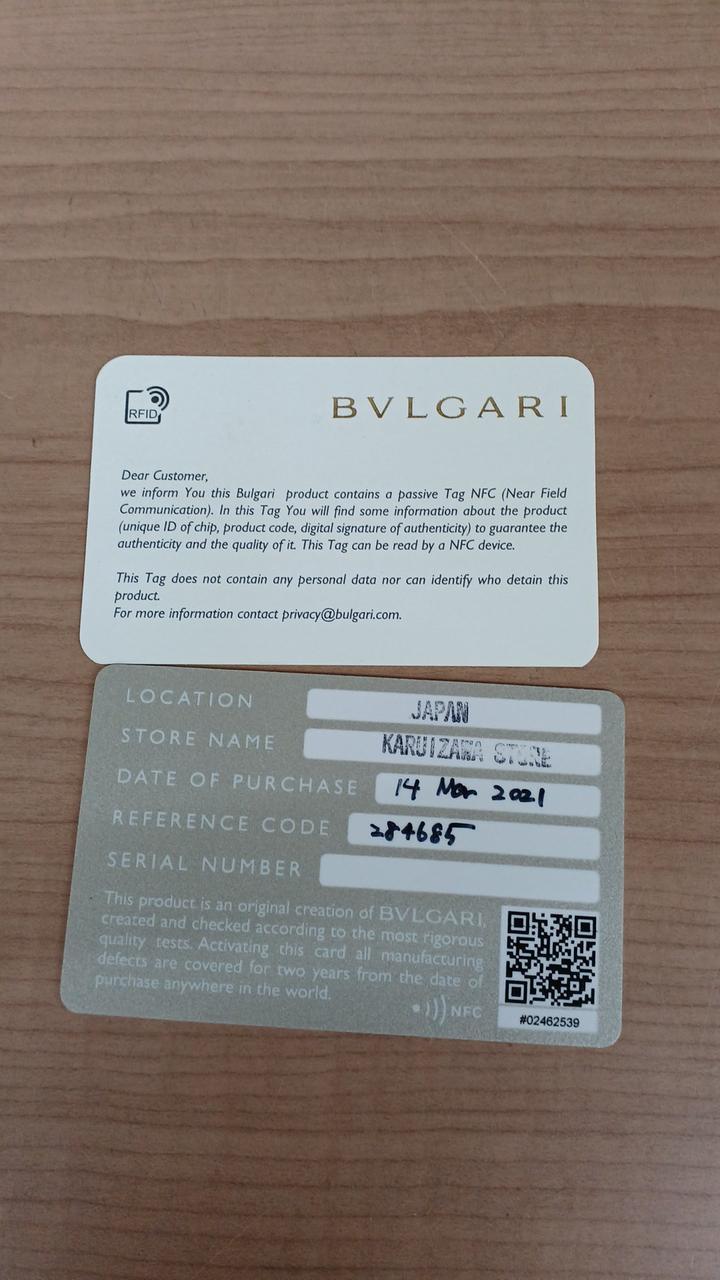 RFID
BVLGARI
Dear Customer,
we inform You this Bulgari product contains a passive Tag NFC (Near Field
Communication). In this Tag You will find some information about the product
(unique ID of chip, product code, digital signature of authenticity) to guarantee the
authenticity and the quality of it. This Tag can be read by a NFC device.
This Tag does not contain any personal data nor can identify who detain this
product.
For more information contact privacy@bulgari.com.
LOCATION JAPAN
STORE NAME KARUIZAWA STORE
DATE OF PURCHASE 14 Mar 2021
REFERENCE CODE 284685
SERIAL NUMBER
This product is an original creation of BVLGARI,
created and checked according to the most rigorous
quality tests. Activating this card all manufacturing
defects are covered for two years from the date of
purchase anywhere in the world.
NFC
#02462539